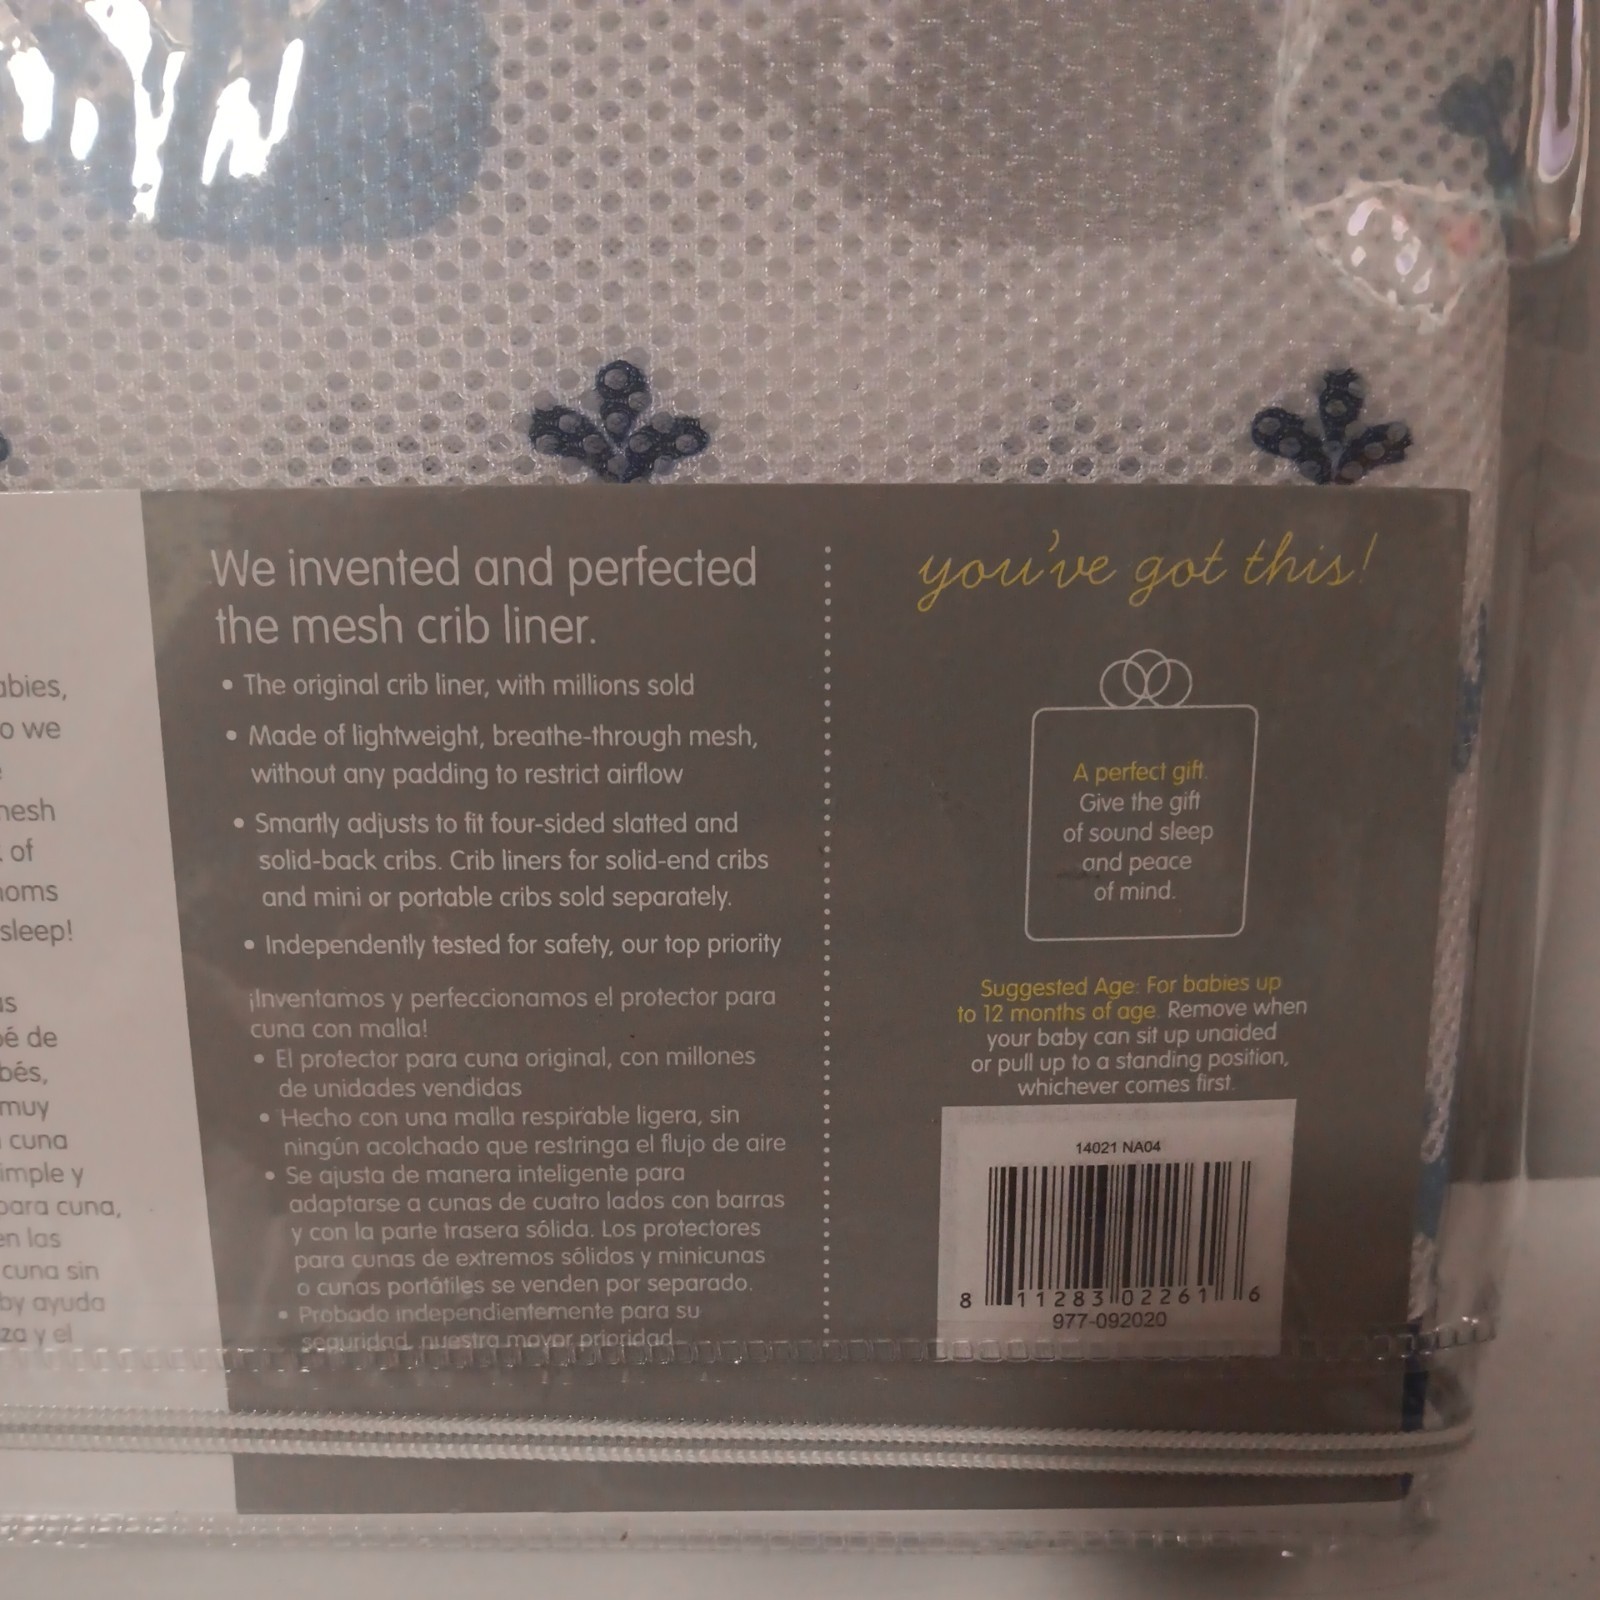 abies,
o we
mesh
of
moms
sleep!
as
bé de
bés,
muy
cuna
imple y
para cuna,
en las
cuna sin
by ayuda
za y el
We invented and perfected
the mesh crib liner.
• The original crib liner, with millions sold
• Made of lightweight, breathe-through mesh,
without any padding to restrict airflow
• Smartly adjusts to fit four-sided slatted and
solid-back cribs. Crib liners for solid-end cribs
and mini or portable cribs sold separately.
• Independently tested for safety, our top priority
¡Inventamos y perfeccionamos el protector para
cuna con malla!
• El protector para cuna original, con millones
de unidades vendidas
• Hecho con una malla respirable ligera, sin
ningún acolchado que restringa el flujo de aire
• Se ajusta de manera inteligente para
adaptarse a cunas de cuatro lados con barras
y con la parte trasera sólida. Los protectores
para cunas de extremos sólidos y minicunas
o cunas portátiles se venden por separado.
• Probado independientemente para su
seguridad, nuestra mayor prioridad
you've got this!
A perfect gift.
Give the gift
of sound sleep
and peace
of mind.
Suggested Age: For babies up
to 12 months of age. Remove when
your baby can sit up unaided
or pull up to a standing position,
whichever comes first.
14021 NA04
8 11283 02261 6
977-092020